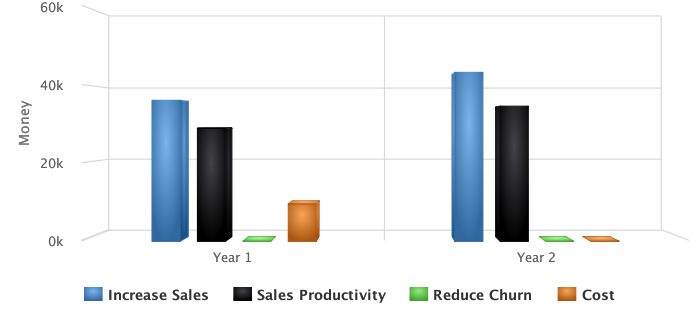 60k
40k
20k
0k
Money
Year 1
Year 2
Increase Sales
Sales Productivity
Reduce Churn
Cost